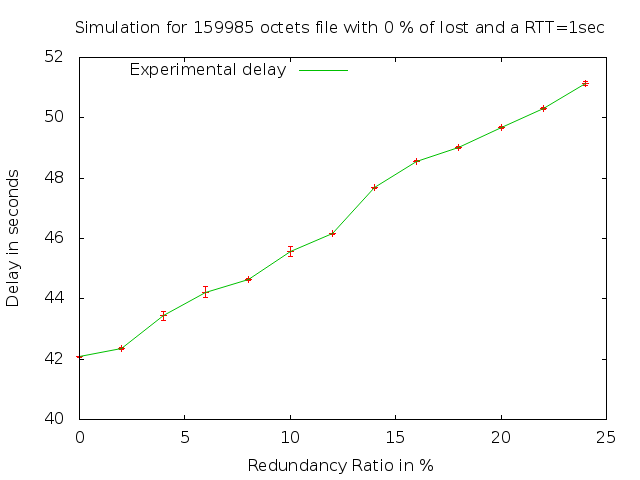 Simulation for 159985 octets file with 0 % of lost and a RTT=1sec
Experimental delay
52
50
48
46
44
42
40
Delay in seconds
0 5 10 15 20 25
Redundancy Ratio in %